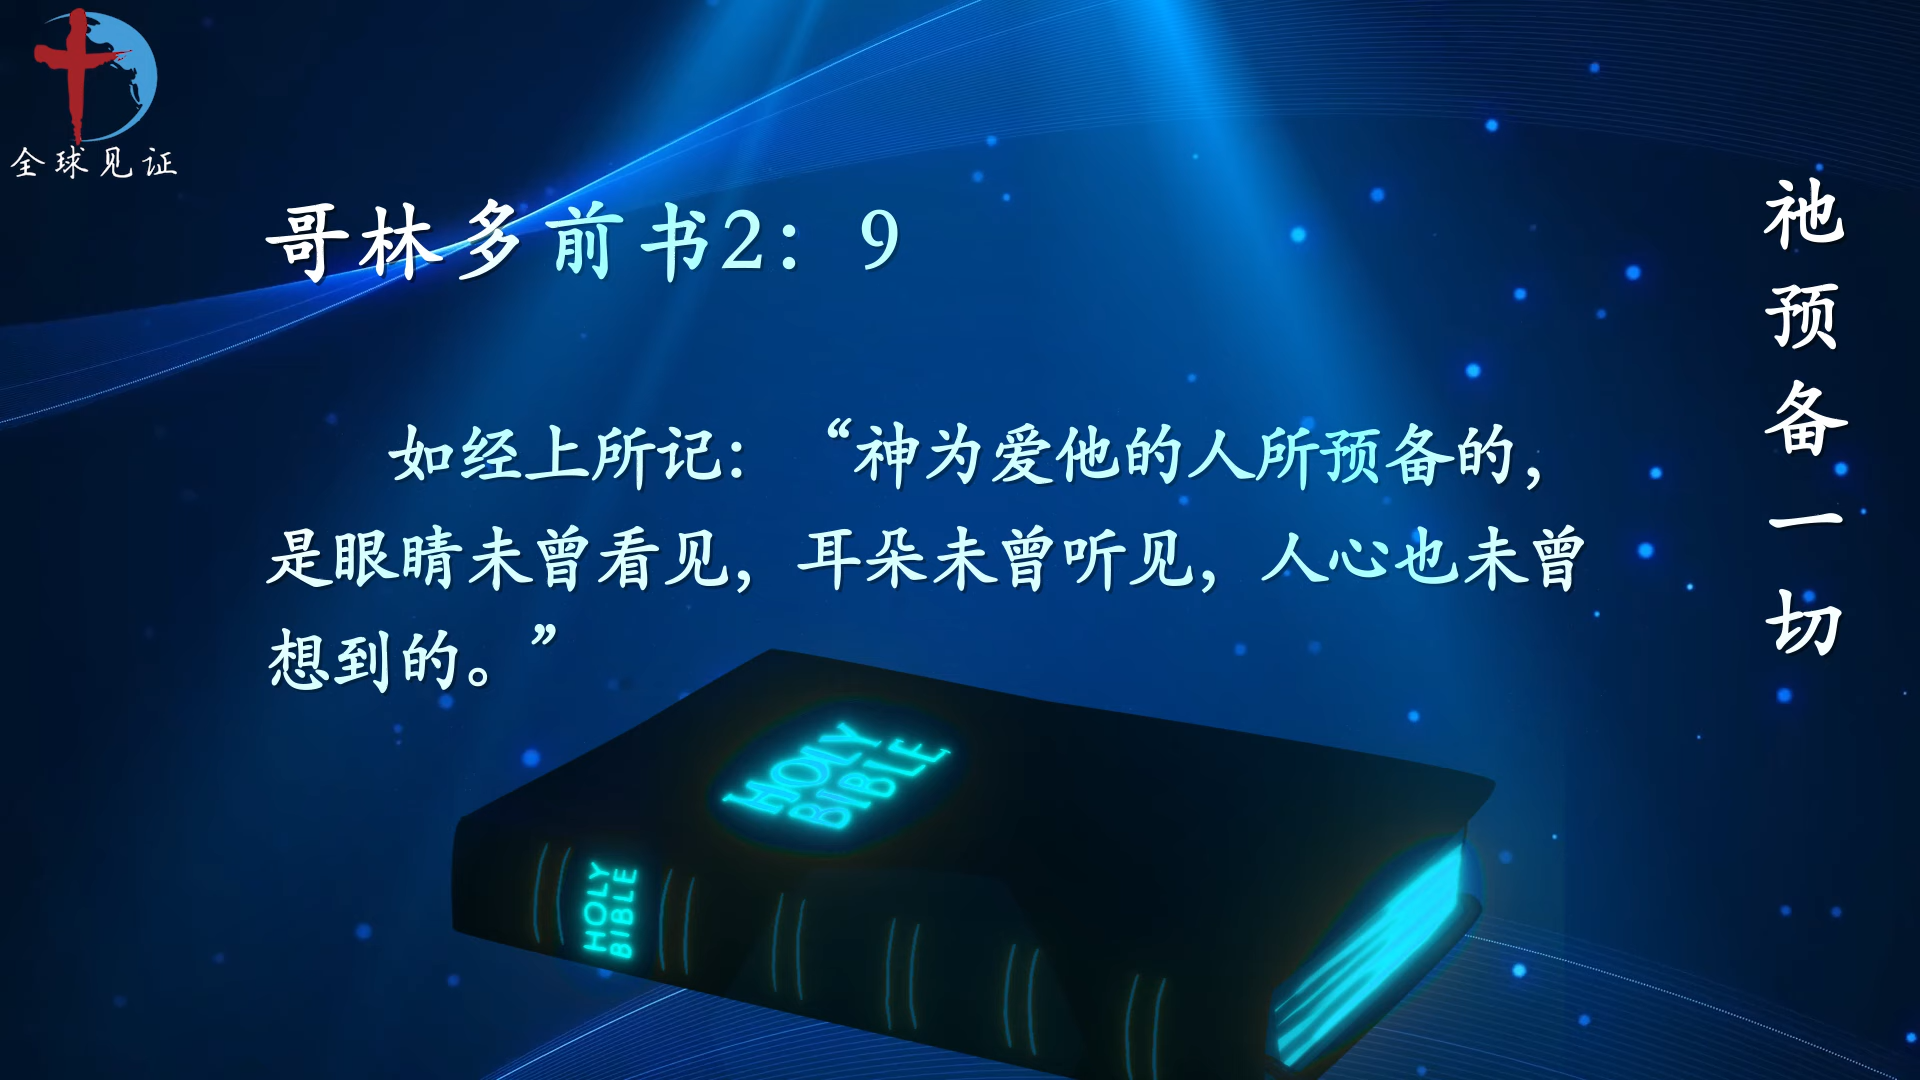 全球见证
哥林多前书2：9
如经上所记：“神为爱他的人所预备的，
是眼睛未曾看见，耳朵未曾听见，人心也未曾
想到的。”
祂预备一切
HOLY
BIBLE
HOLY
BIBLE